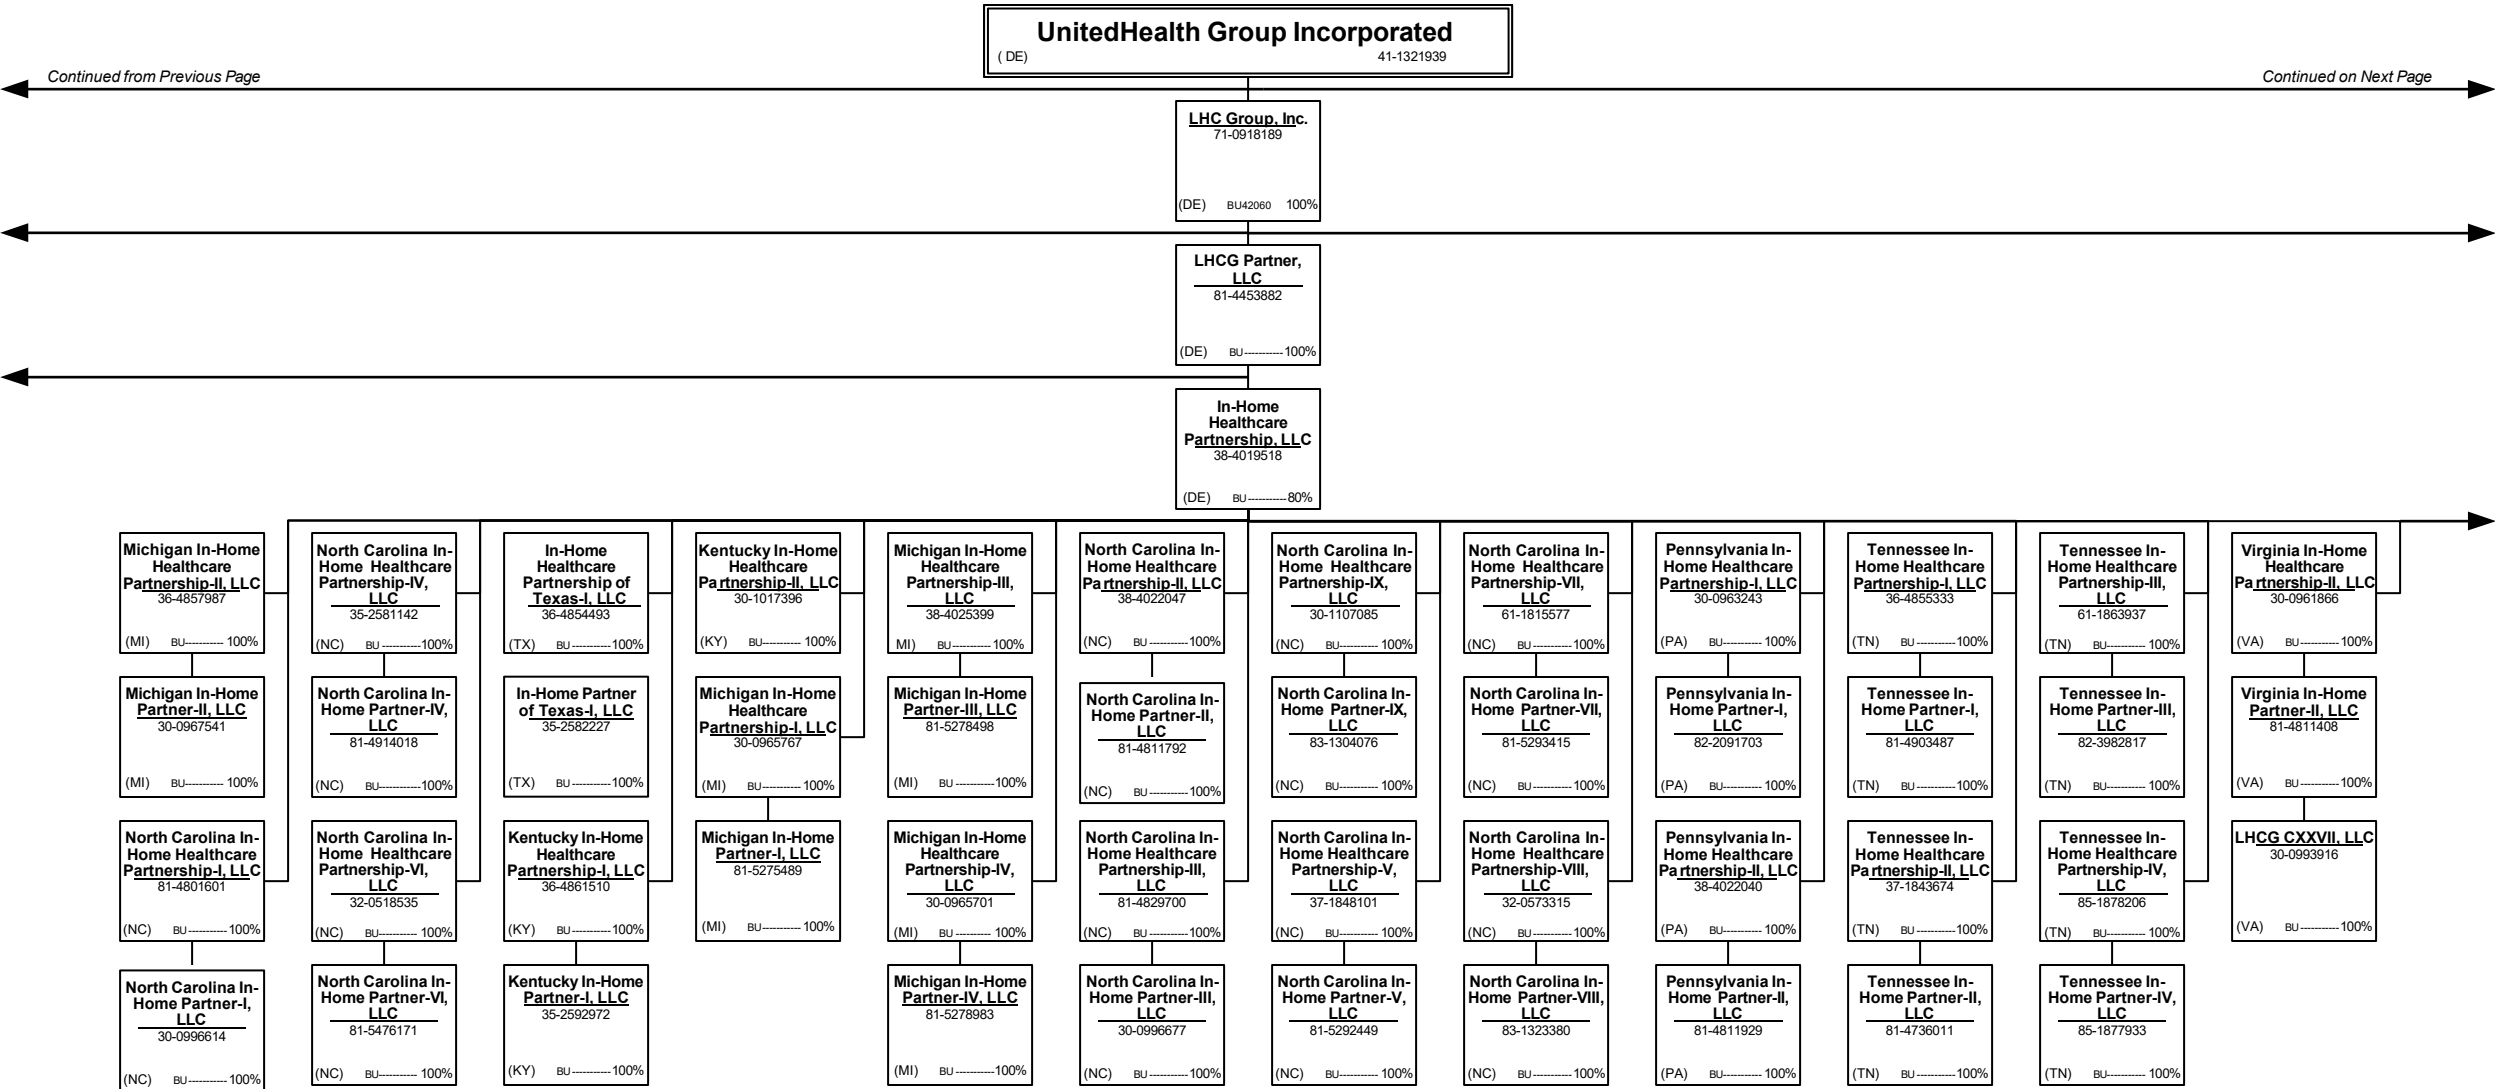 UnitedHealth Group Incorporated
( DE) 41-1321939
Continued from Previous Page
Continued on Next Page
LHC Group, Inc.
71-0918189
(DE) BU42060 100%
LHCG Partner,
LLC
81-4453882
(DE) BU----------- 100%
In-Home
Healthcare
Partnership, LLC
38-4019518
(DE) BU----------- 80%
Michigan In-Home
Healthcare
Partnership-II, LLC
36-4857987
(MI) BU----------- 100%
Michigan In-Home
Partner-II, LLC
30-0967541
(MI) BU----------- 100%
North Carolina In-
Home Healthcare
Partnership-I, LLC
81-4801601
(NC) BU----------- 100%
North Carolina In-
Home Partner-I,
LLC
30-0996614
(NC) BU----------- 100%
North Carolina In-
Home Healthcare
Partnership-IV,
LLC
35-2581142
(NC) BU----------- 100%
North Carolina In-
Home Partner-IV,
LLC
81-4914018
(NC) BU----------- 100%
North Carolina In-
Home Healthcare
Partnership-VI,
LLC
32-0518535
(NC) BU----------- 100%
North Carolina In-
Home Partner-VI,
LLC
81-5476171
(NC) BU----------- 100%
In-Home
Healthcare
Partnership of
Texas-I, LLC
36-4854493
(TX) BU----------- 100%
In-Home Partner
of Texas-I, LLC
35-2582227
(TX) BU----------- 100%
Kentucky In-Home
Healthcare
Partnership-I, LLC
36-4861510
(KY) BU----------- 100%
Kentucky In-Home
Partner-I, LLC
35-2592972
(KY) BU----------- 100%
Kentucky In-Home
Healthcare
Partnership-II, LLC
30-1017396
(KY) BU----------- 100%
Michigan In-Home
Healthcare
Partnership-I, LLC
30-0965767
(MI) BU----------- 100%
Michigan In-Home
Partner-I, LLC
81-5275489
(MI) BU----------- 100%
Michigan In-Home
Healthcare
Partnership-III,
LLC
38-4025399
MI) BU----------- 100%
Michigan In-Home
Partner-III, LLC
81-5278498
(MI) BU----------- 100%
Michigan In-Home
Healthcare
Partnership-IV,
LLC
30-0965701
(MI) BU----------- 100%
Michigan In-Home
Partner-IV, LLC
81-5278983
(MI) BU----------- 100%
North Carolina In-
Home Healthcare
Partnership-II, LLC
38-4022047
(NC) BU----------- 100%
North Carolina In-
Home Partner-II,
LLC
81-4811792
(NC) BU----------- 100%
North Carolina In-
Home Healthcare
Partnership-III,
LLC
81-4829700
(NC) BU----------- 100%
North Carolina In-
Home Partner-III,
LLC
30-0996677
(NC) BU----------- 100%
North Carolina In-
Home Healthcare
Partnership-IX,
LLC
30-1107085
(NC) BU----------- 100%
North Carolina In-
Home Partner-IX,
LLC
83-1304076
(NC) BU----------- 100%
North Carolina In-
Home Healthcare
Partnership-V,
LLC
37-1848101
(NC) BU----------- 100%
North Carolina In-
Home Partner-V,
LLC
81-5292449
(NC) BU----------- 100%
North Carolina In-
Home Healthcare
Partnership-VII,
LLC
61-1815577
(NC) BU----------- 100%
North Carolina In-
Home Partner-VII,
LLC
81-5293415
(NC) BU----------- 100%
North Carolina In-
Home Healthcare
Partnership-VIII,
LLC
32-0573315
(NC) BU----------- 100%
North Carolina In-
Home Partner-VIII,
LLC
83-1323380
(NC) BU----------- 100%
Pennsylvania In-
Home Healthcare
Partnership-I, LLC
30-0963243
(PA) BU----------- 100%
Pennsylvania In-
Home Partner-I,
LLC
82-2091703
(PA) BU----------- 100%
Pennsylvania In-
Home Healthcare
Partnership-II, LLC
38-4022040
(PA) BU----------- 100%
Pennsylvania In-
Home Partner-II,
LLC
81-4811929
(PA) BU----------- 100%
Tennessee In-
Home Healthcare
Partnership-I, LLC
36-4855333
(TN) BU----------- 100%
Tennessee In-
Home Partner-I,
LLC
81-4903487
(TN) BU----------- 100%
Tennessee In-
Home Healthcare
Partnership-II, LLC
37-1843674
(TN) BU----------- 100%
Tennessee In-
Home Partner-II,
LLC
81-4736011
(TN) BU----------- 100%
Tennessee In-
Home Healthcare
Partnership-III,
LLC
61-1863937
(TN) BU----------- 100%
Tennessee In-
Home Partner-III,
LLC
82-3982817
(TN) BU----------- 100%
Tennessee In-
Home Healthcare
Partnership-IV,
LLC
85-1878206
(TN) BU----------- 100%
Tennessee In-
Home Partner-IV,
LLC
85-1877933
(TN) BU----------- 100%
Virginia In-Home
Healthcare
Partnership-II, LLC
30-0961866
(VA) BU----------- 100%
Virginia In-Home
Partner-II, LLC
81-4811408
(VA) BU----------- 100%
LHCG CXXVII, LLC
30-0993916
(VA) BU----------- 100%